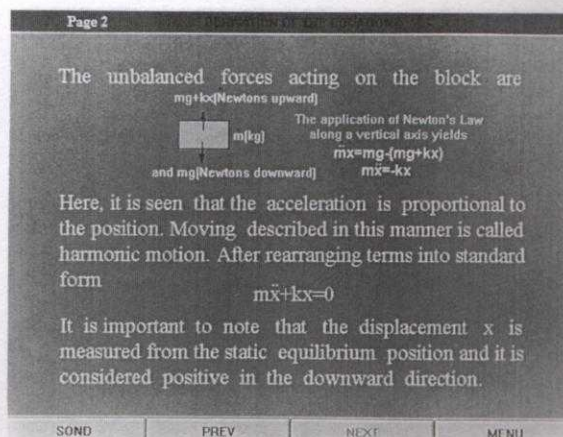 Page 2
The unbalanced forces acting on the block are
mg+kx[Newtons upward]
m[kg]
and mg[Newtons downward]
The application of Newton's Law
along a vertical axis yields
m̈x=mg-(mg+kx)
mẍ=-kx
Here, it is seen that the acceleration is proportional to
the position. Moving described in this manner is called
harmonic motion. After rearranging terms into standard
form
mẍ+kx=0
It is important to note that the displacement x is
measured from the static equilibrium position and it is
considered positive in the downward direction.
SOND
PREV
NEXT
MENU